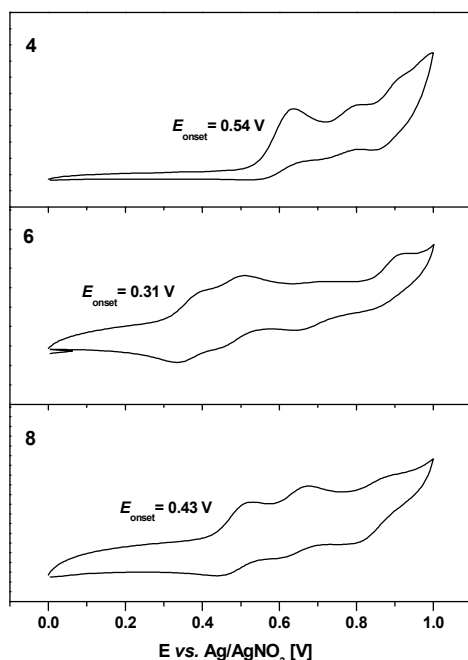 4
E onset = 0.54 V
6
E onset = 0.31 V
8
E onset = 0.43 V
0.0 0.2 0.4 0.6 0.8 1.0
E vs. Ag/AgNO3 [V]